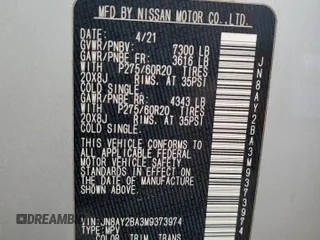 MFD BY NISSAN MOTOR CO.,LTD.
DATE: 4/21
GVWR/PNBV: 7300 LB
GAWR/PNBE FR: 3616 LB
WITH P275/60R20 TIRES
20X8J RIMS. AT 35PSI
COLD SINGLE
GAWR/PNBE RR: 4343 LB
WITH P275/60R20 TIRES
20X8J RIMS. AT 35PSI
COLD SINGLE
THIS VEHICLE CONFORMS TO
ALL APPLICABLE FEDERAL
MOTOR VEHICLE SAFETY
STANDARDS IN EFFECT ON
THE DATE OF MANUFACTURE
SHOWN ABOVE.
VIN:JN8AY2BA3M9373974
TYPE:MPV
COLOR TRIM TRANS
JN8AY2BA3M9373974
DREAMBID